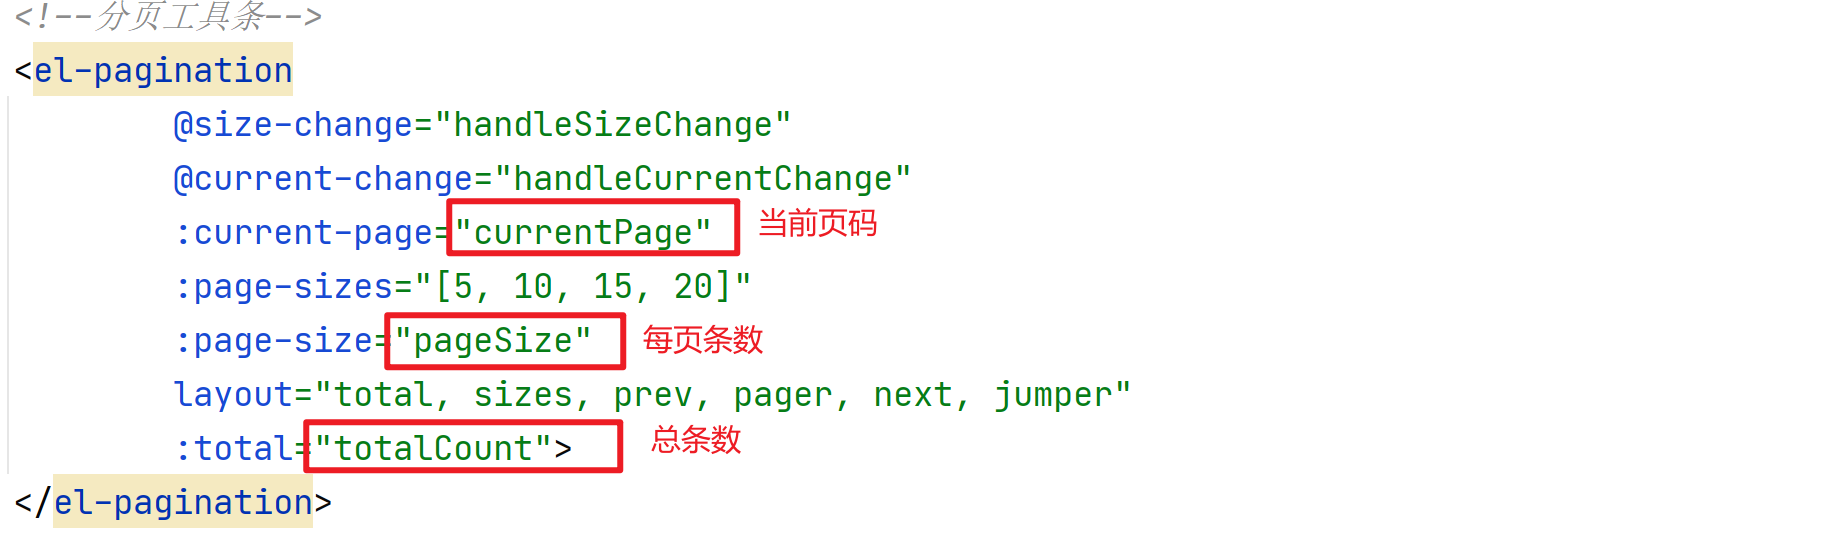 <!--分页工具条-->
<el-pagination
@size-change="handleSizeChange"
@current-change="handleCurrentChange"
:current-page="currentPage" 当前页码
:page-sizes="[5, 10, 15, 20]"
:page-size="pageSize" 每页条数
layout="total, sizes, prev, pager, next, jumper"
:total="totalCount"> 总条数
</el-pagination>